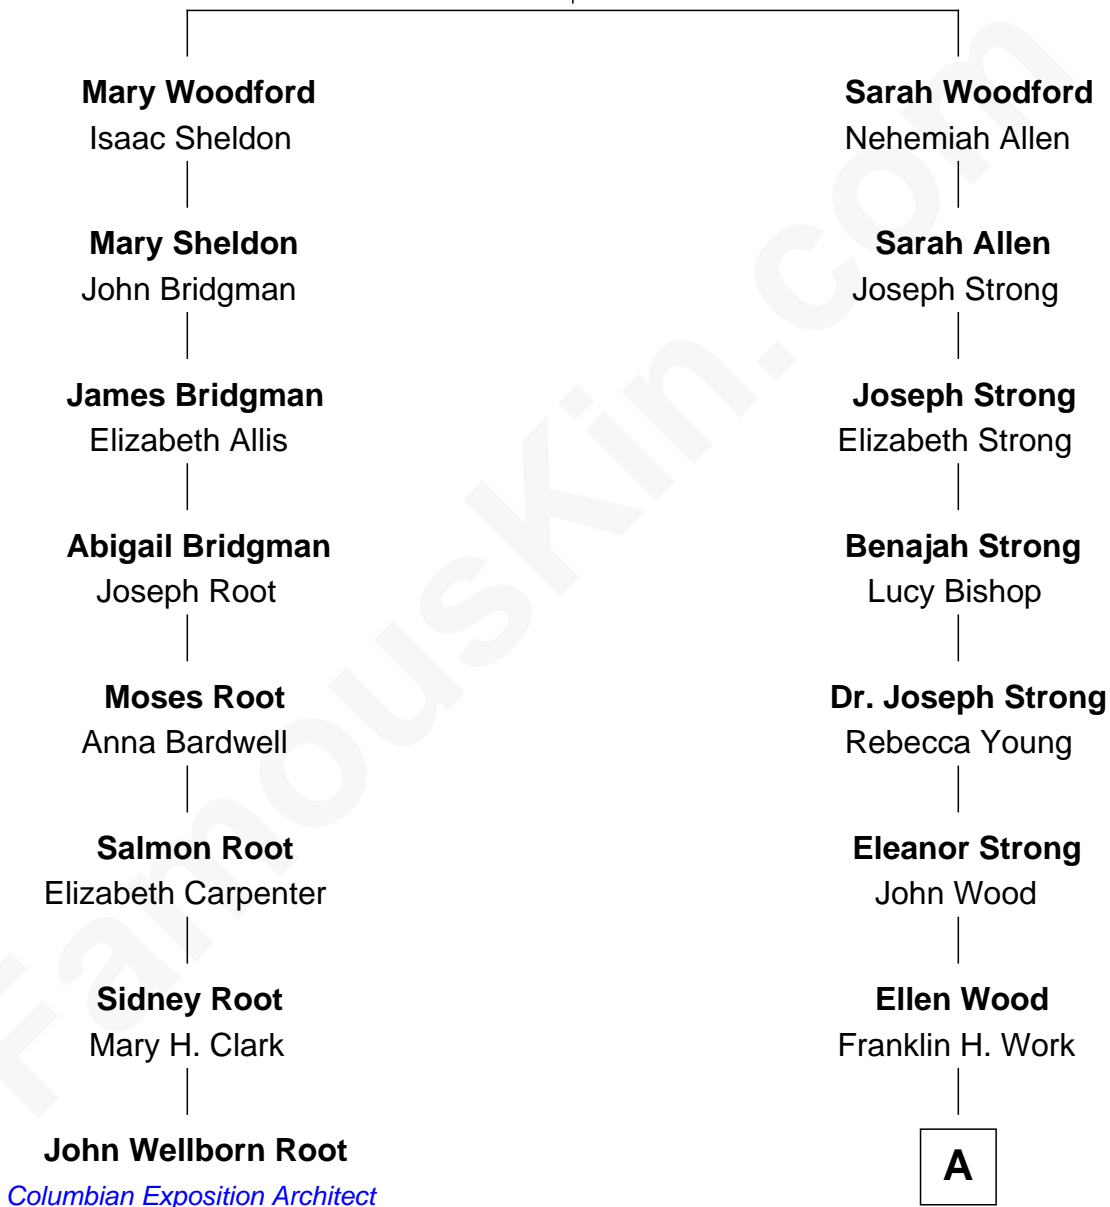 Mary Woodford
Isaac Sheldon
Sarah Woodford
Nehemiah Allen
Mary Sheldon
John Bridgman
Sarah Allen
Joseph Strong
James Bridgman
Elizabeth Allis
Joseph Strong
Elizabeth Strong
Abigail Bridgman
Joseph Root
Benajah Strong
Lucy Bishop
Moses Root
Anna Bardwell
Dr. Joseph Strong
Rebecca Young
Salmon Root
Elizabeth Carpenter
Eleanor Strong
John Wood
Sidney Root
Mary H. Clark
Ellen Wood
Franklin H. Work
John Wellborn Root
Columbian Exposition Architect
A
FamousKin.com